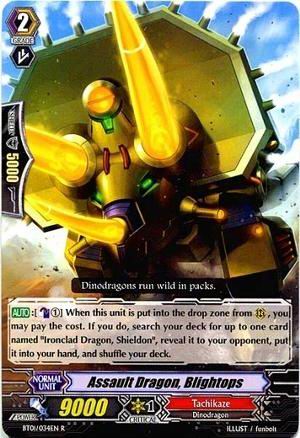 2
GRADE
SHIELD
5000
Dinodragons run wild in packs.
AUTO :[ 1 ] When this unit is put into the drop zone from , you
may pay the cost. If you do, search your deck for up to one card
named "Ironclad Dragon, Shieldon", reveal it to your opponent, put
it into your hand, and shuffle your deck.
NORMAL
UNIT
Assault Dragon, Blightops
POWER
9000
1
CRITICAL
Tachikaze
Dinodragon
BT01/034EN R
ILLUST / funbolt